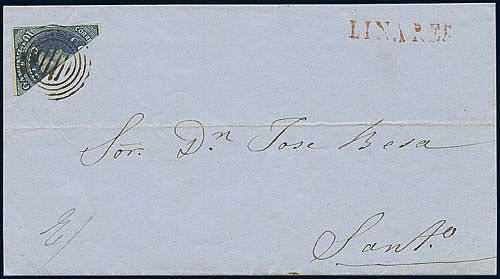 LINARES
Sor. Dn Jose Besa
Santo